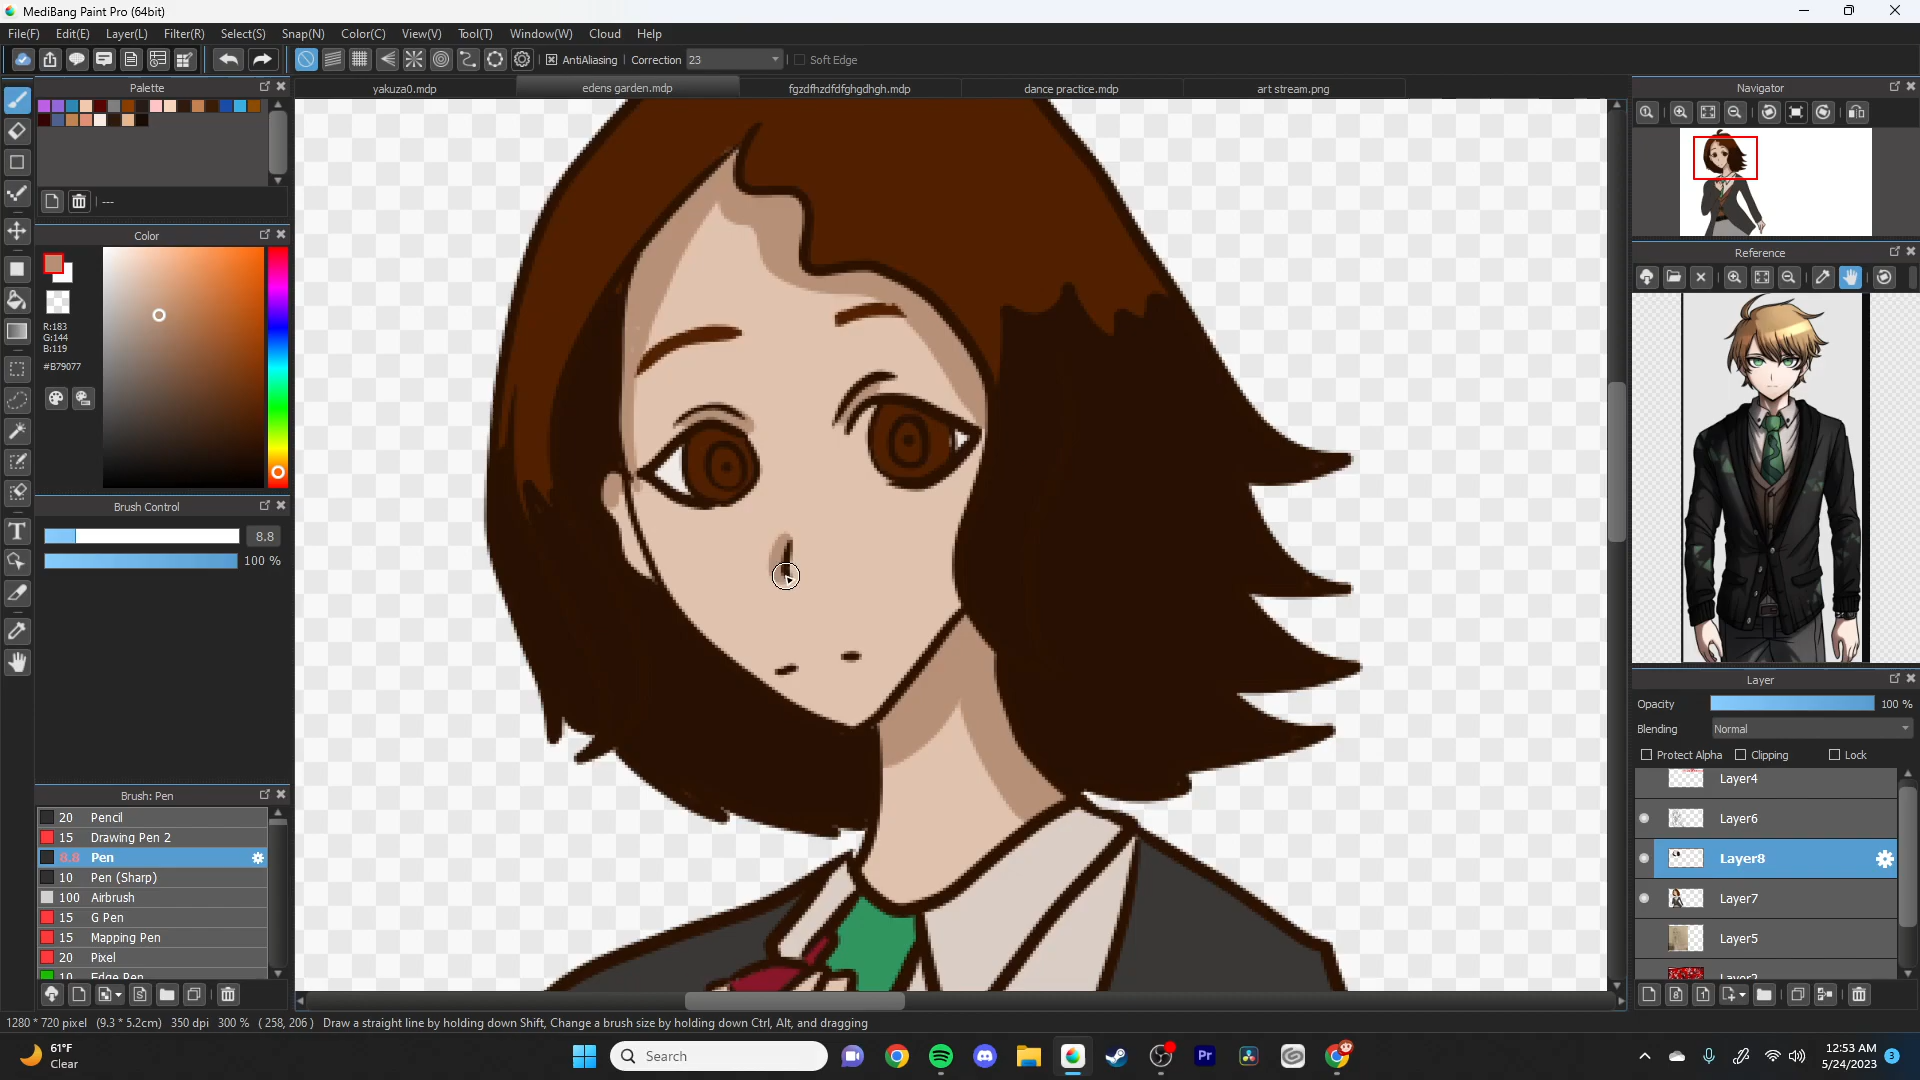 MediBang Paint Pro (64bit)
File(F) Edit(E) Layer(L) Filter(R) Select(S) Snap(N) Color(C) View(V) Tool(T) Window(W) Cloud Help
AntiAliasing Correction 23 Soft Edge
Palette
yakuza0.mdp edens garden.mdp fgzdfhzdfdfghgdhgh.mdp dance practice.mdp art stream.png
Navigator
---
Color
R:183
G:144
B:119
#B79077
Reference
Brush Control
8.8
100 %
Layer
Opacity 100 %
Blending Normal
Protect Alpha Clipping Lock
Layer4
Layer6
Layer8
Layer7
Layer5
Layer2
Brush: Pen
20 Pencil
15 Drawing Pen 2
8.8 Pen
10 Pen (Sharp)
100 Airbrush
15 G Pen
15 Mapping Pen
20 Pixel
10 Edge Pen
1280 * 720 pixel (9.3 * 5.2cm) 350 dpi 300 % ( 258, 206 ) Draw a straight line by holding down Shift, Change a brush size by holding down Ctrl, Alt, and dragging
61°F
Clear
Search
Pr
12:53 AM
5/24/2023
3